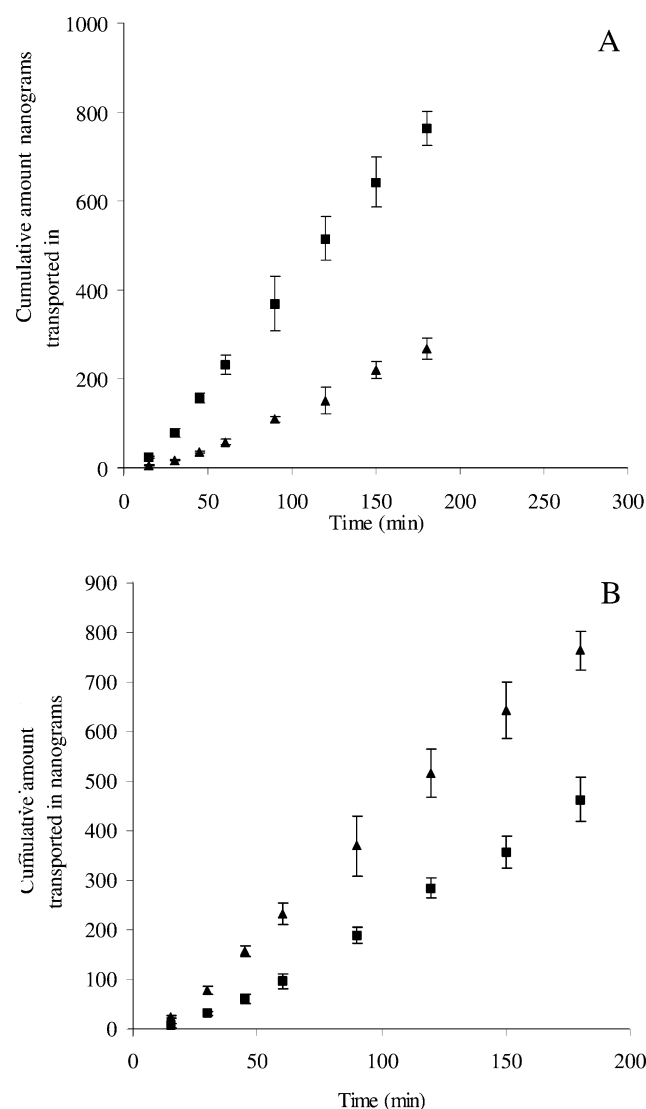 A
1000
800
600
400
200
0
0 50 100 150 200 250 300
Cumulative amount nanograms
transported in
Time (min)
B
900
800
700
600
500
400
300
200
100
0
0 50 100 150 200
Cumulative amount
transported in nanograms
Time (min)